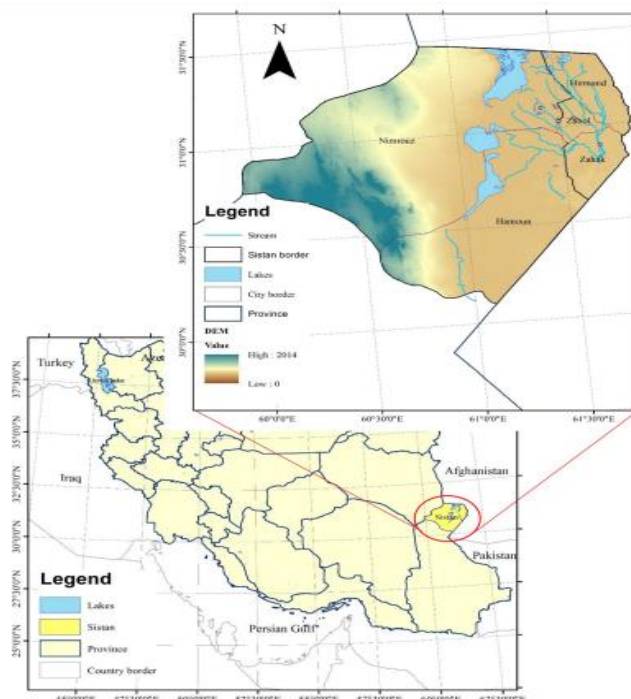 N
31°30'0"N
31°0'0"N
30°30'0"N
30°0'0"N
Hirmand
Zabol
Zahak
Nimrouz
Hamoun
Legend
Stream
Sistan border
Lakes
City border
Province
DEM
Value
High : 2014
Low : 0
60°0'0"E
60°30'0"E
61°0'0"E
61°30'0"E
Turkey
Iraq
Afghanistan
Sistan
Pakistan
Persian Gulf
37°30'0"N
35°0'0"N
32°30'0"N
30°0'0"N
27°30'0"N
25°0'0"N
Legend
Lakes
Sistan
Province
Country border